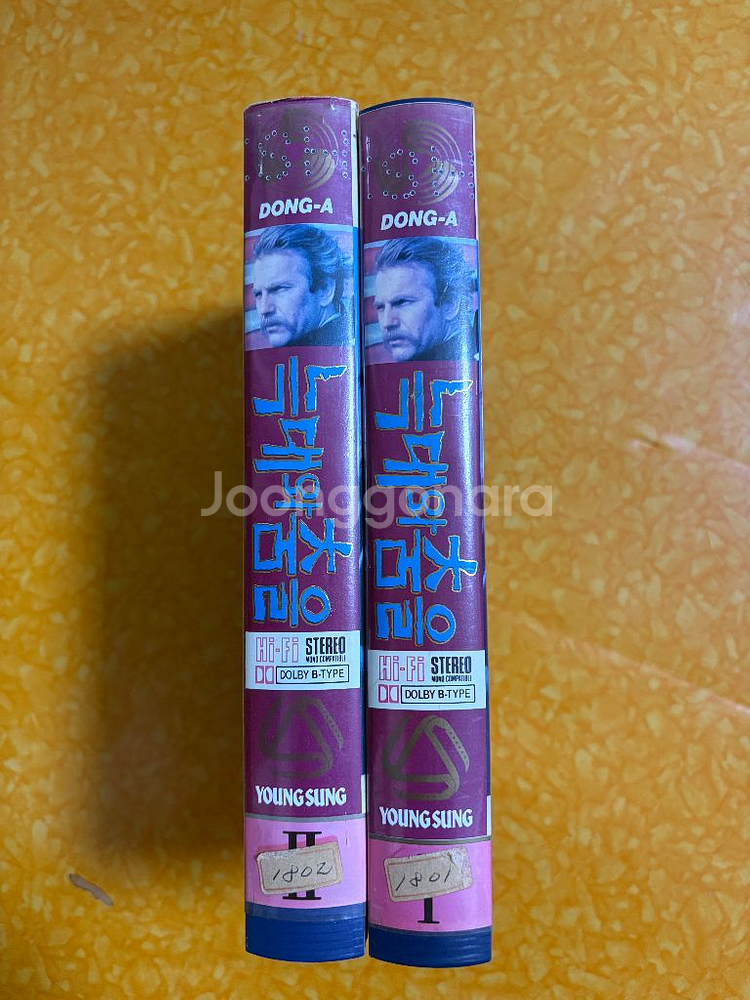 DONG-A
늑대와
춤을
Hi-Fi STEREO
MONO COMPATIBLE
DOLBY B-TYPE
YOUNG SUNG
II
1802
DONG-A
늑대와
춤을
Hi-Fi STEREO
MONO COMPATIBLE
DOLBY B-TYPE
YOUNG SUNG
I
1801
Joonggonara